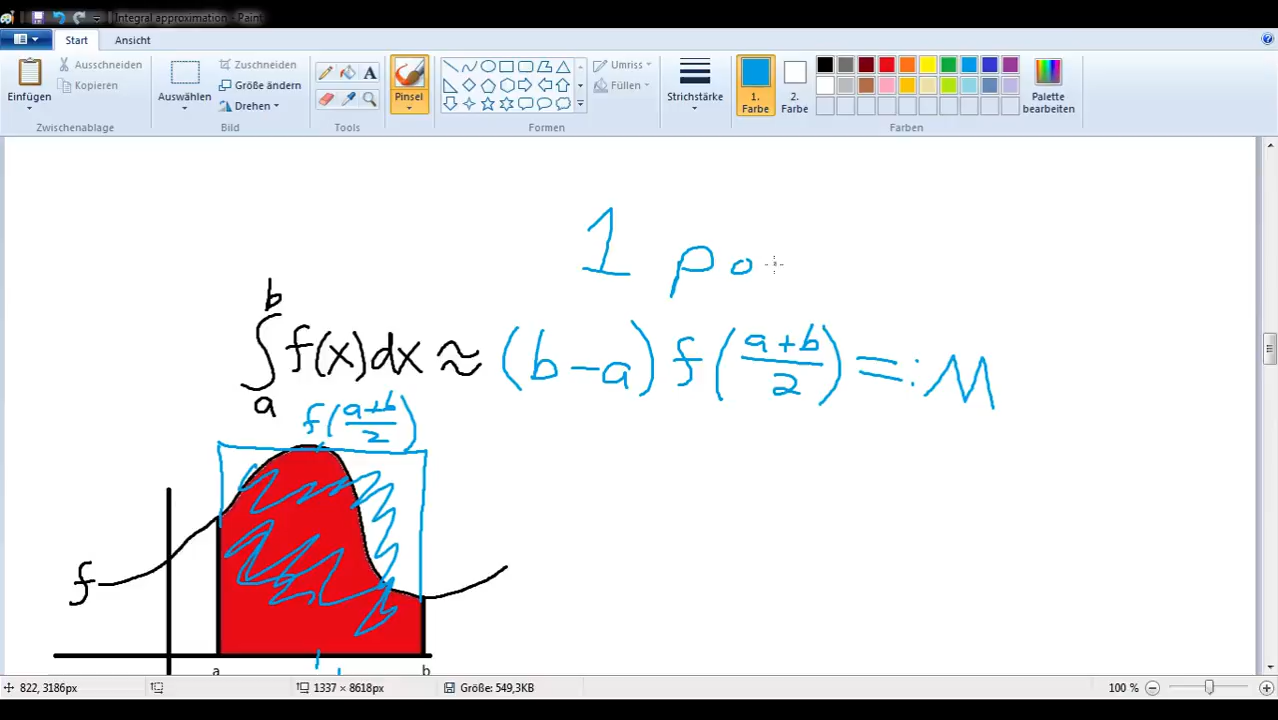 Integral approximation - Paint
Start Ansicht
Einfügen
Ausschneiden
Kopieren
Zwischenablage
Auswählen
Größe ändern
Drehen
Bild
A
Tools
Pinsel
Formen
Umriss
Füllen
Strichstärke
1. Farbe
2. Farbe
Farben
Palette bearbeiten
1 po
∫_a^b f(x)dx ≈ (b-a) f((a+b)/2) =: M
f((a+b)/2)
f
a b
822, 3186px 1337 × 8618px Größe: 549,3KB 100 %